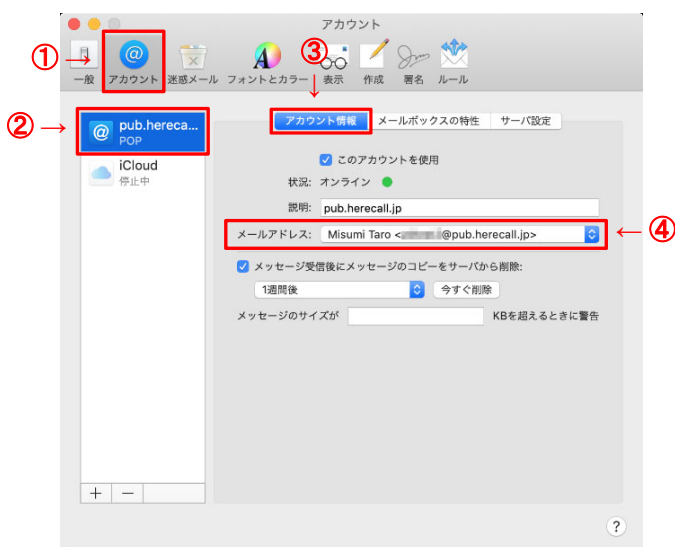 アカウント
① → ③
一般 アカウント 迷惑メール フォントとカラー 表示 作成 署名 ルール
↓
② →
@ pub.hereca...
POP
iCloud
停止中
アカウント情報 メールボックスの特性 サーバ設定
このアカウントを使用
状況: オンライン
説明: pub.herecall.jp
メールアドレス: Misumi Taro < @pub.herecall.jp> ← ④
メッセージ受信後にメッセージのコピーをサーバから削除:
1週間後 今すぐ削除
メッセージのサイズが KBを超えるときに警告
+ −
?